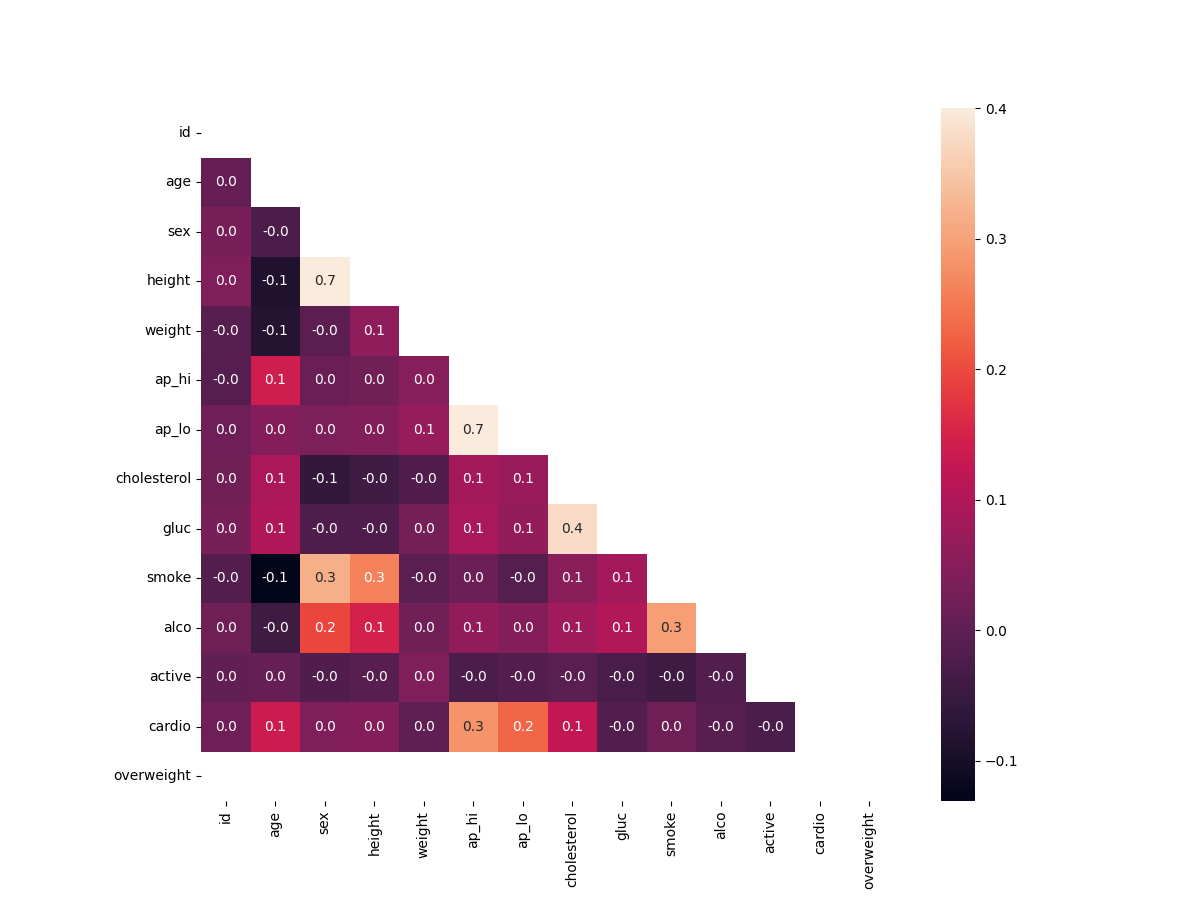 id
age 0.0
sex 0.0 -0.0
height 0.0 -0.1 0.7
weight -0.0 -0.1 -0.0 0.1
ap_hi -0.0 0.1 0.0 0.0 0.0
ap_lo 0.0 0.0 0.0 0.0 0.1 0.7
cholesterol 0.0 0.1 -0.1 -0.0 -0.0 0.1 0.1
gluc 0.0 0.1 -0.0 -0.0 0.0 0.1 0.1 0.4
smoke -0.0 -0.1 0.3 0.3 -0.0 0.0 -0.0 0.1 0.1
alco 0.0 -0.0 0.2 0.1 0.0 0.1 0.0 0.1 0.1 0.3
active 0.0 0.0 -0.0 -0.0 0.0 -0.0 -0.0 -0.0 -0.0 -0.0 -0.0
cardio 0.0 0.1 0.0 0.0 0.0 0.3 0.2 0.1 -0.0 0.0 -0.0 -0.0
overweight
id age sex height weight ap_hi ap_lo cholesterol gluc smoke alco active cardio overweight
0.4
0.3
0.2
0.1
0.0
−0.1